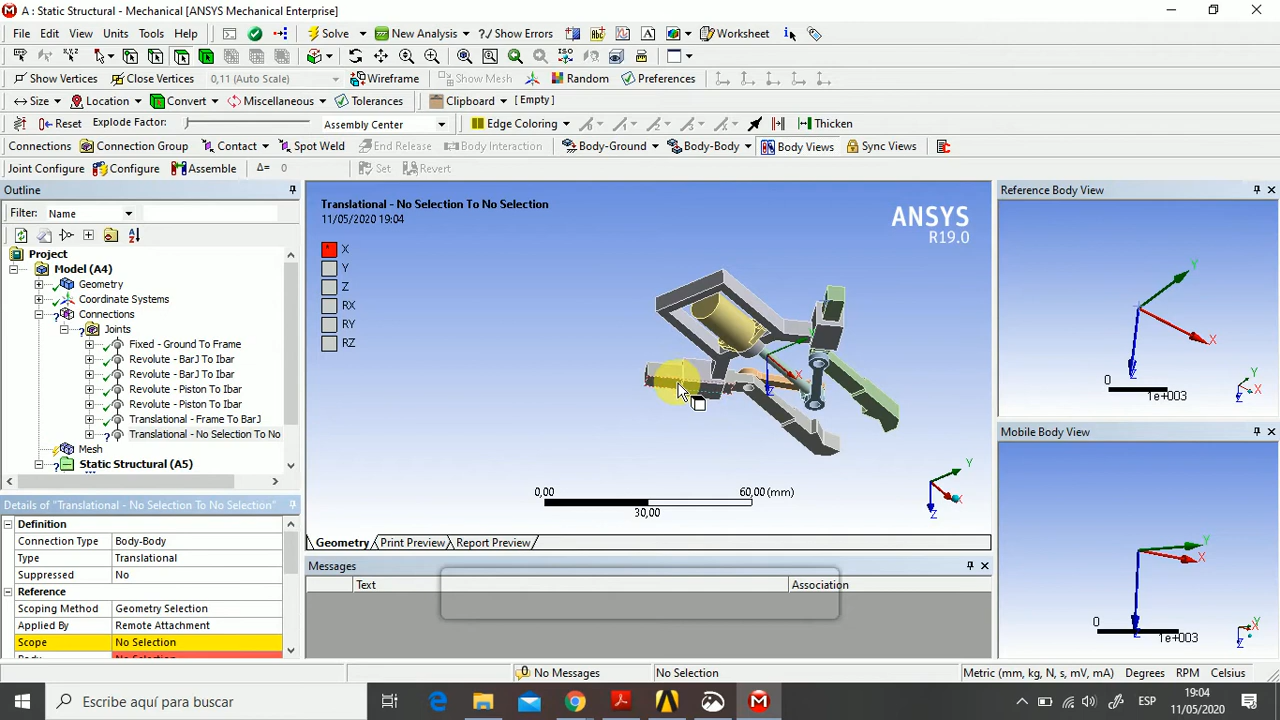 A : Static Structural - Mechanical [ANSYS Mechanical Enterprise]
File Edit View Units Tools Help Solve New Analysis Show Errors Worksheet
Show Vertices Close Vertices 0,11 (Auto Scale) Wireframe Show Mesh Random Preferences
Size Location Convert Miscellaneous Tolerances Clipboard [ Empty ]
Reset Explode Factor: Assembly Center Edge Coloring Thicken
Connections Connection Group Contact Spot Weld End Release Body Interaction Body-Ground Body-Body Body Views Sync Views
Joint Configure Configure Assemble Δ= 0 Set Revert
Outline
Filter: Name
Project
Model (A4)
Geometry
Coordinate Systems
Connections
Joints
Fixed - Ground To Frame
Revolute - BarJ To Ibar
Revolute - BarJ To Ibar
Revolute - Piston To Ibar
Revolute - Piston To Ibar
Translational - Frame To BarJ
Translational - No Selection To No
Mesh
Static Structural (A5)
Details of "Translational - No Selection To No Selection"
Definition
Connection Type Body-Body
Type Translational
Suppressed No
Reference
Scoping Method Geometry Selection
Applied By Remote Attachment
Scope No Selection
Body No Selection
Translational - No Selection To No Selection
11/05/2020 19:04
X
Y
Z
RX
RY
RZ
ANSYS
R19.0
Z
Y
X
Z
0,00 60,00 (mm)
30,00
Geometry Print Preview Report Preview
Messages
Text Association
Reference Body View
Y
X
Z
0
1e+003
Y
X
Z
Mobile Body View
Y
X
Z
0
1e+003
Y
X
Z
No Messages No Selection Metric (mm, kg, N, s, mV, mA) Degrees RPM Celsius
Escribe aquí para buscar
ESP
19:04
11/05/2020